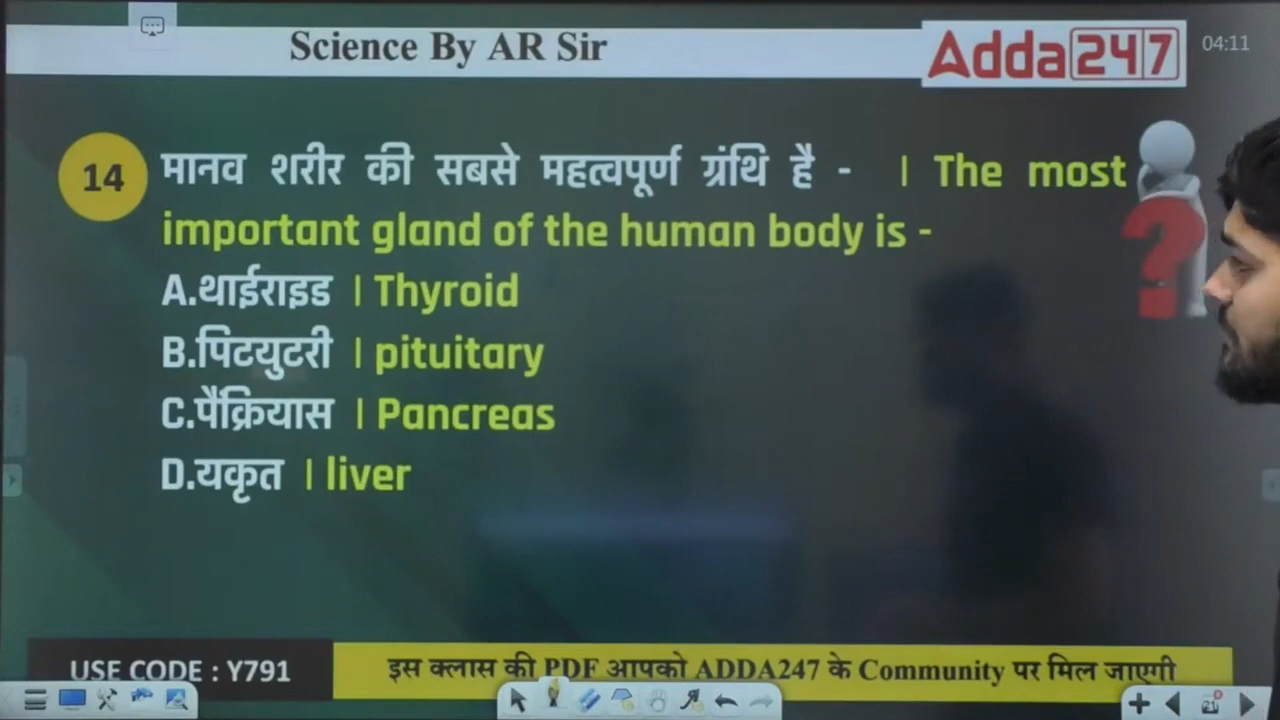 Science By AR Sir
Adda247
04:11
14
मानव शरीर की सबसे महत्वपूर्ण ग्रंथि है - | The most
important gland of the human body is -
A.थाईराइड | Thyroid
B.पिटयुटरी | pituitary
C.पैंक्रियास | Pancreas
D.यकृत | liver
USE CODE : Y791
इस क्लास की PDF आपको ADDA247 के Community पर मिल जाएगी
21